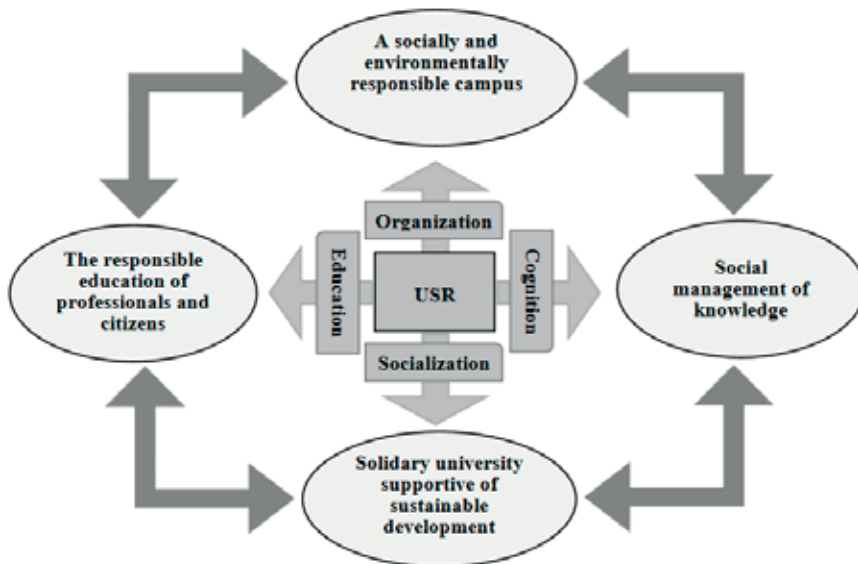 A socially and
environmentally
responsible campus
Organization
The responsible
education of
professionals and
citizens
Education
USR
Cognition
Social
management of
knowledge
Socialization
Solidary university
supportive of
sustainable
development